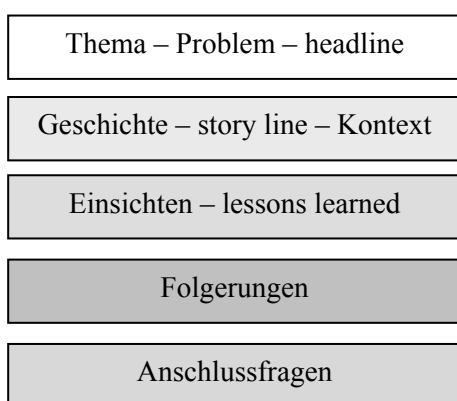 Thema – Problem – headline
Geschichte – story line – Kontext
Einsichten – lessons learned
Folgerungen
Anschlussfragen